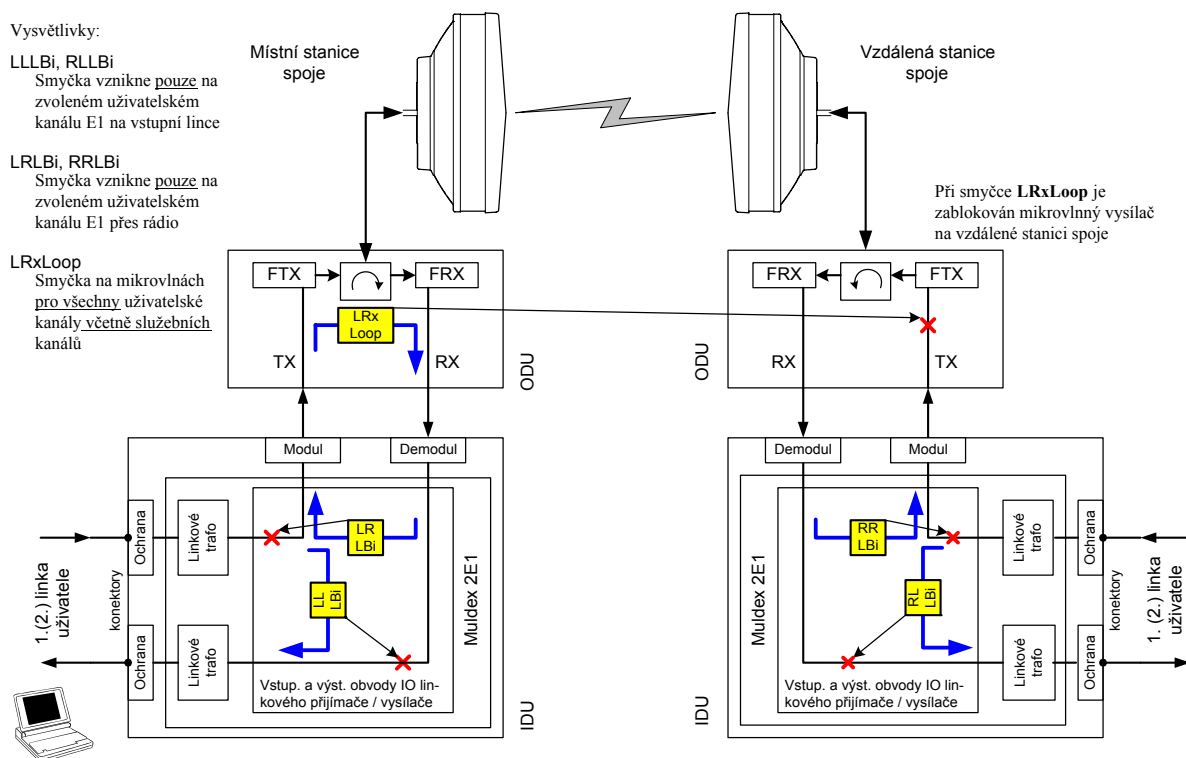 Vysvětlivky:
LLLBi, RLLBi
Smyčka vznikne pouze na
zvoleném uživatelském
kanálu E1 na vstupní lince
LRLBi, RRLBi
Smyčka vznikne pouze na
zvoleném uživatelském
kanálu E1 přes rádio
LRxLoop
Smyčka na mikrovlnách
pro všechny uživatelské
kanály včetně služebních
kanálů
Místní stanice
spoje
Vzdálená stanice
spoje
Při smyčce LRxLoop je
zablokován mikrovlnný vysílač
na vzdálené stanici spoje
FTX
FRX
LRx
Loop
TX
RX
ODU
FRX
FTX
RX
TX
ODU
Modul
Demodul
Ochrana
Linkové
trafo
LR
LBi
LL
LBi
Muldex 2E1
1.(2.) linka
uživatele
konektory
Ochrana
Linkové
trafo
Vstup. a výst. obvody IO lin-
kového přijímače / vysílače
IDU
Demodul
Modul
Muldex 2E1
RR
LBi
RL
LBi
Linkové
trafo
Ochrana
konektory
1. (2.) linka
uživatele
Linkové
trafo
Ochrana
Vstup. a výst. obvody IO lin-
kového přijímače / vysílače
IDU